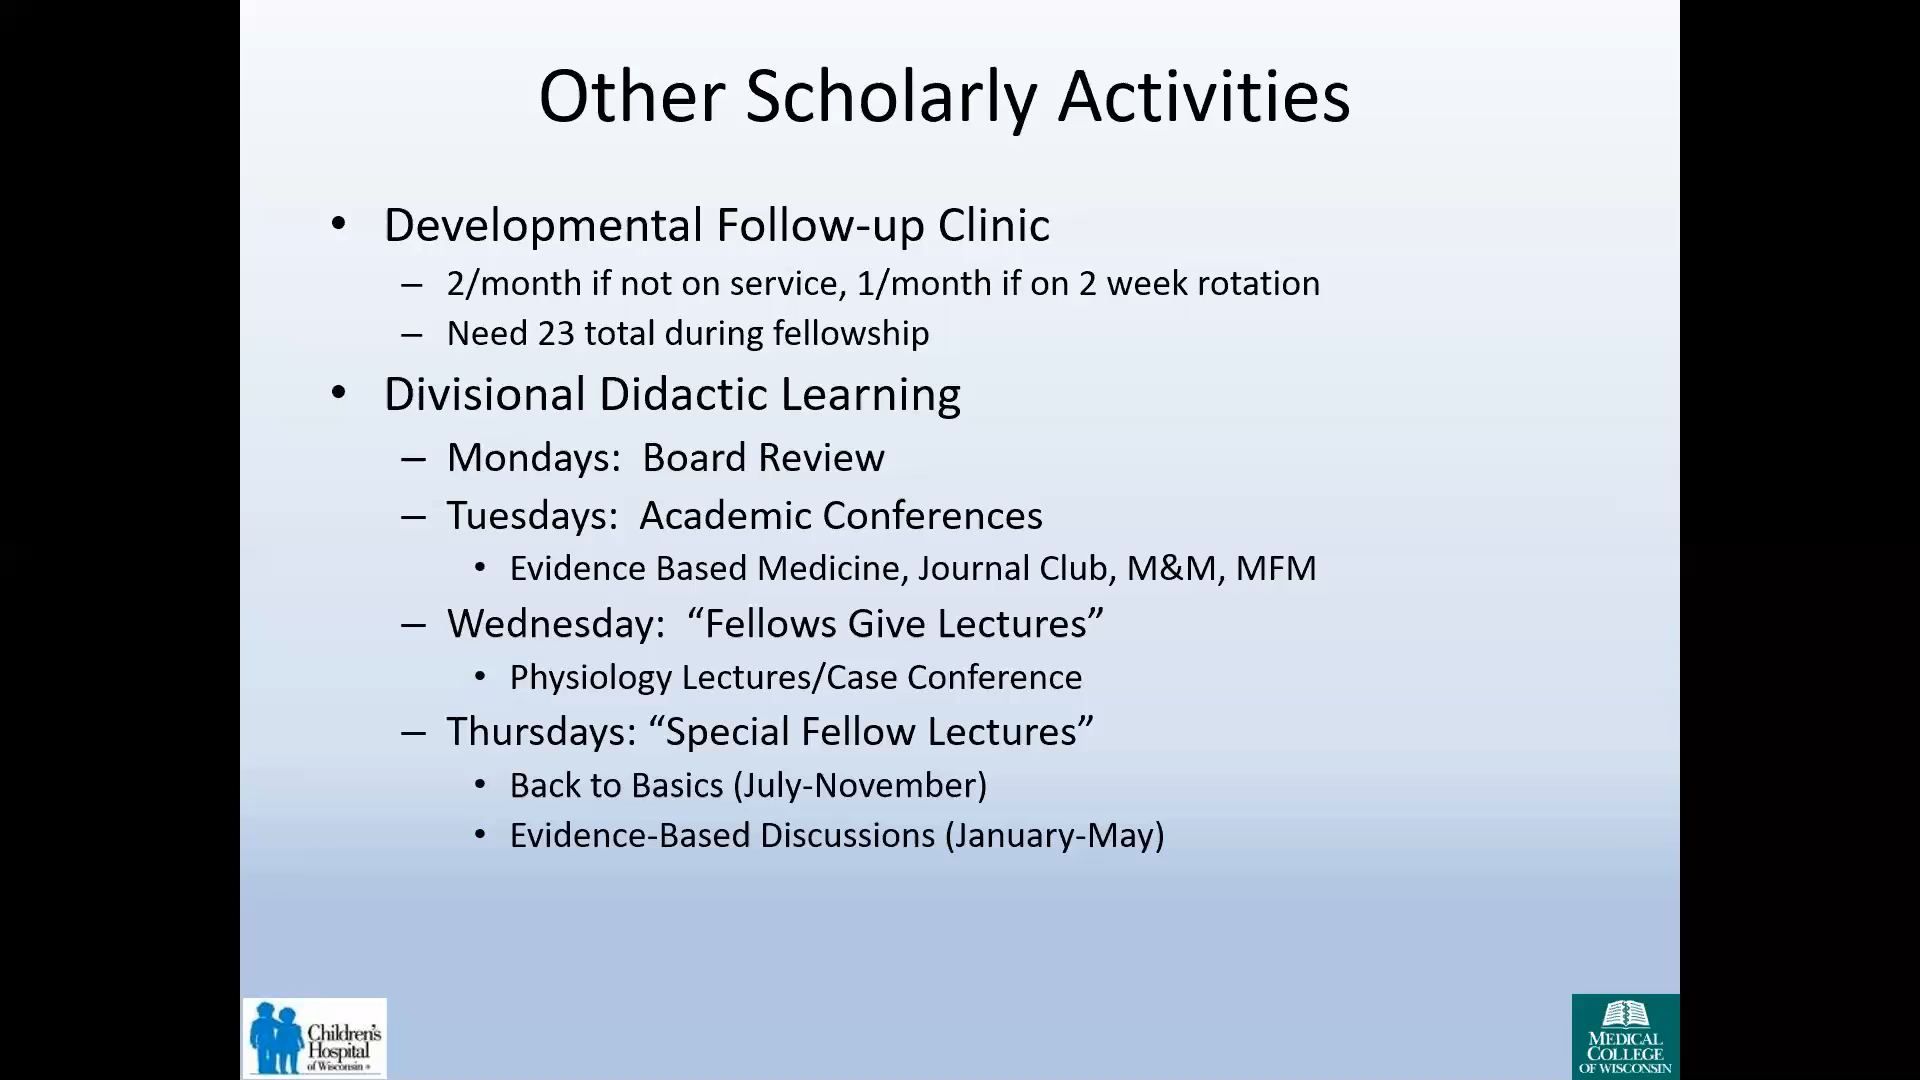 Other Scholarly Activities
• Developmental Follow-up Clinic
– 2/month if not on service, 1/month if on 2 week rotation
– Need 23 total during fellowship
• Divisional Didactic Learning
– Mondays:  Board Review
– Tuesdays:  Academic Conferences
• Evidence Based Medicine, Journal Club, M&M, MFM
– Wednesday:  “Fellows Give Lectures”
• Physiology Lectures/Case Conference
– Thursdays: “Special Fellow Lectures”
• Back to Basics (July-November)
• Evidence-Based Discussions (January-May)
Children's
Hospital
of Wisconsin
MEDICAL
COLLEGE
OF WISCONSIN